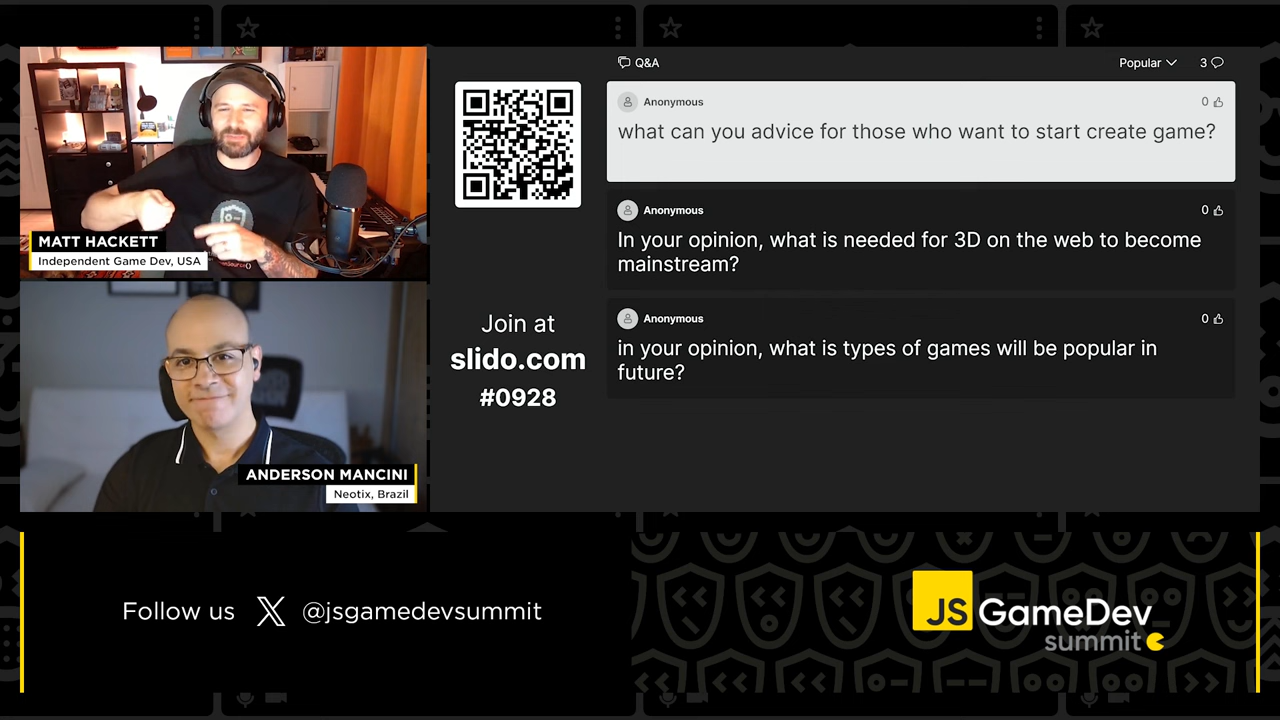 MATT HACKETT
Independent Game Dev, USA
ANDERSON MANCINI
Neotix, Brazil
Join at
slido.com
#0928
Q&A
Popular
3
Anonymous
0
what can you advice for those who want to start create game?
Anonymous
0
In your opinion, what is needed for 3D on the web to become
mainstream?
Anonymous
0
in your opinion, what is types of games will be popular in
future?
Follow us X @jsgamedevsummit
JS GameDev
summit